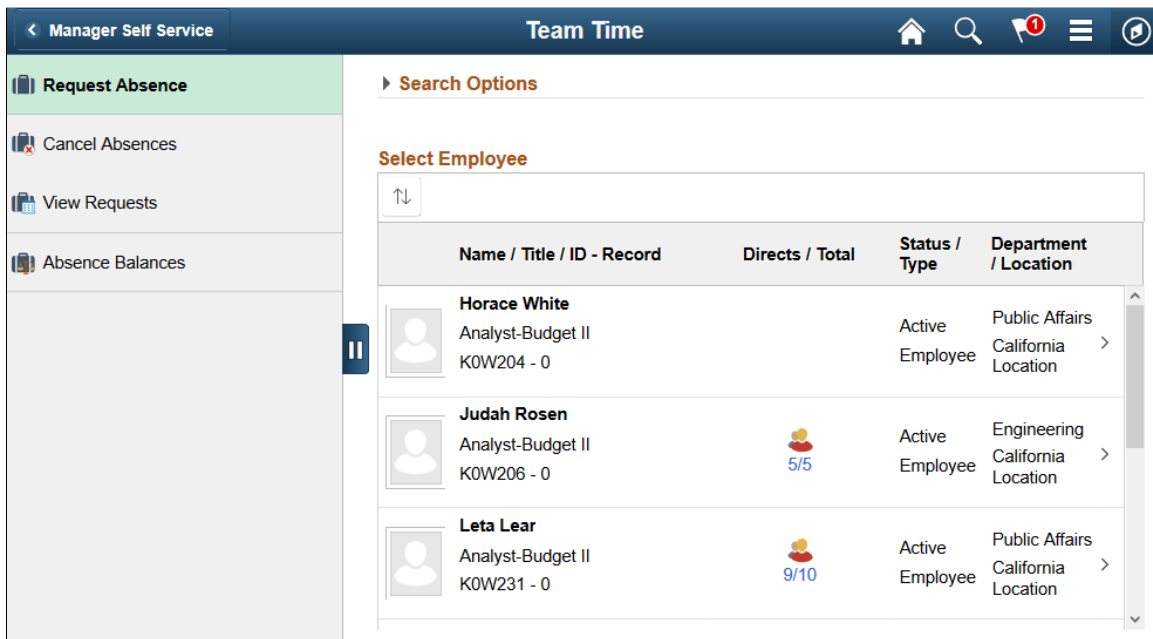 Manager Self Service
Team Time
1
Request Absence
Cancel Absences
View Requests
Absence Balances
Search Options
Select Employee
Name / Title / ID - Record
Directs / Total
Status /
Type
Department
/ Location
Horace White
Analyst-Budget II
K0W204 - 0
Active
Employee
Public Affairs
California
Location
Judah Rosen
Analyst-Budget II
K0W206 - 0
5/5
Active
Employee
Engineering
California
Location
Leta Lear
Analyst-Budget II
K0W231 - 0
9/10
Active
Employee
Public Affairs
California
Location